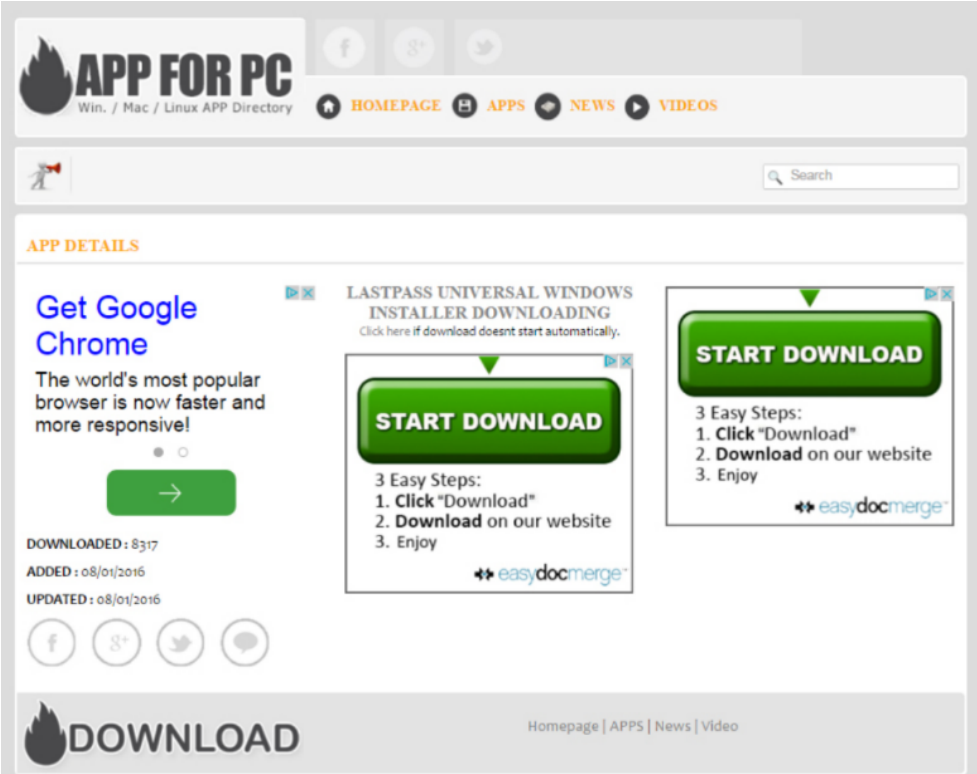 APP FOR PC
Win. / Mac / Linux APP Directory
f
g+
HOMEPAGE
APPS
NEWS
VIDEOS
Search
APP DETAILS
Get Google
Chrome
The world's most popular
browser is now faster and
more responsive!
DOWNLOADED : 8317
ADDED : 08/01/2016
UPDATED : 08/01/2016
f
g+
LASTPASS UNIVERSAL WINDOWS
INSTALLER DOWNLOADING
Click here if download doesnt start automatically.
START DOWNLOAD
3 Easy Steps:
1. Click "Download"
2. Download on our website
3. Enjoy
easydocmerge™
START DOWNLOAD
3 Easy Steps:
1. Click "Download"
2. Download on our website
3. Enjoy
easydocmerge™
DOWNLOAD
Homepage | APPS | News | Video